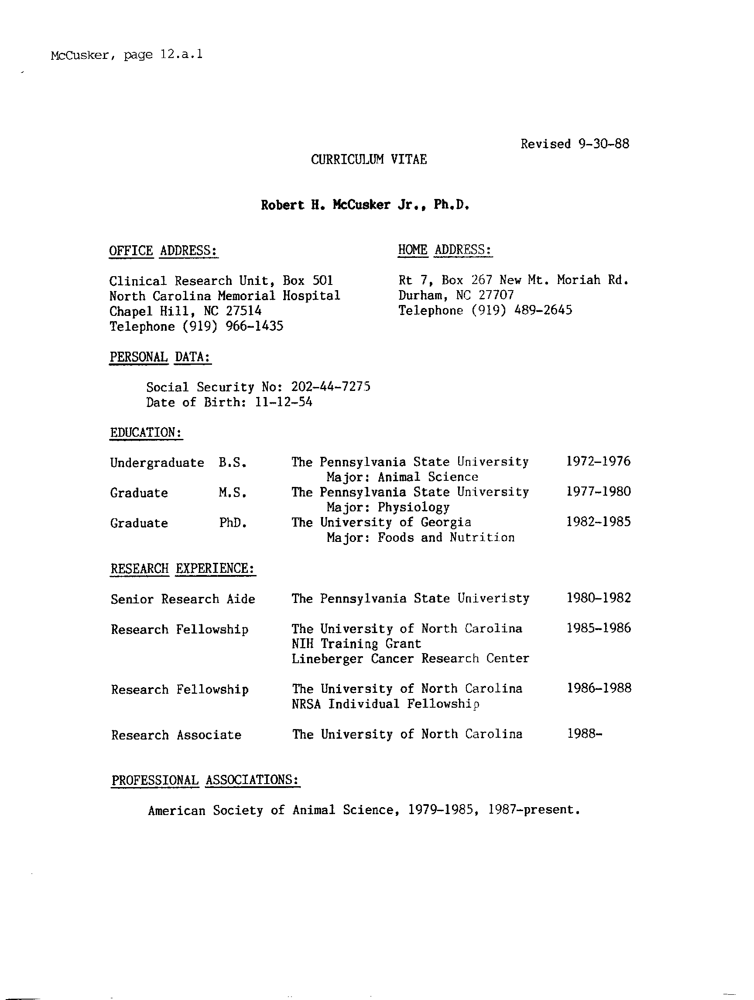 McCusker, page 12.a.1
Revised 9-30-88
CURRICULUM VITAE
Robert H. McCusker Jr., Ph.D.
OFFICE ADDRESS:
Clinical Research Unit, Box 501
North Carolina Memorial Hospital
Chapel Hill, NC 27514
Telephone (919) 966-1435
HOME ADDRESS:
Rt 7, Box 267 New Mt. Moriah Rd.
Durham, NC 27707
Telephone (919) 489-2645
PERSONAL DATA:
Social Security No: 202-44-7275
Date of Birth: 11-12-54
EDUCATION:
Undergraduate B.S. The Pennsylvania State University 1972-1976
Major: Animal Science
Graduate M.S. The Pennsylvania State University 1977-1980
Major: Physiology
Graduate PhD. The University of Georgia 1982-1985
Major: Foods and Nutrition
RESEARCH EXPERIENCE:
Senior Research Aide The Pennsylvania State Univeristy 1980-1982
Research Fellowship The University of North Carolina 1985-1986
NIH Training Grant
Lineberger Cancer Research Center
Research Fellowship The University of North Carolina 1986-1988
NRSA Individual Fellowship
Research Associate The University of North Carolina 1988-
PROFESSIONAL ASSOCIATIONS:
American Society of Animal Science, 1979-1985, 1987-present.